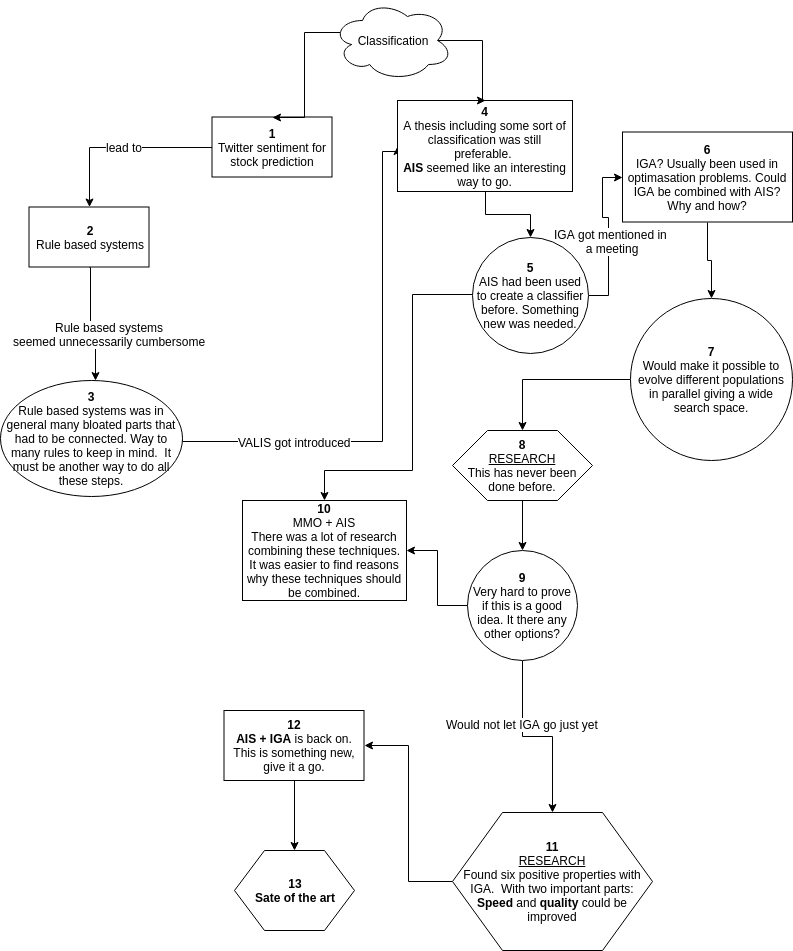 Classification
1
Twitter sentiment for
stock prediction
lead to
2
Rule based systems
Rule based systems
seemed unnecessarily cumbersome
3
Rule based systems was in
general many bloated parts that
had to be connected. Way to
many rules to keep in mind.  It
must be another way to do all
these steps.
VALIS got introduced
4
A thesis including some sort of
classification was still
preferable.
AIS seemed like an interesting
way to go.
5
AIS had been used
to create a classifier
before. Something
new was needed.
IGA got mentioned in
a meeting
6
IGA? Usually been used in
optimasation problems. Could
IGA be combined with AIS?
Why and how?
7
Would make it possible to
evolve different populations
in parallel giving a wide
search space.
8
RESEARCH
This has never been
done before.
9
Very hard to prove
if this is a good
idea. It there any
other options?
10
MMO + AIS
There was a lot of research
combining these techniques.
It was easier to find reasons
why these techniques should
be combined.
Would not let IGA go just yet
11
RESEARCH
Found six positive properties with
IGA.  With two important parts:
Speed and quality could be
improved
12
AIS + IGA is back on.
This is something new,
give it a go.
13
Sate of the art